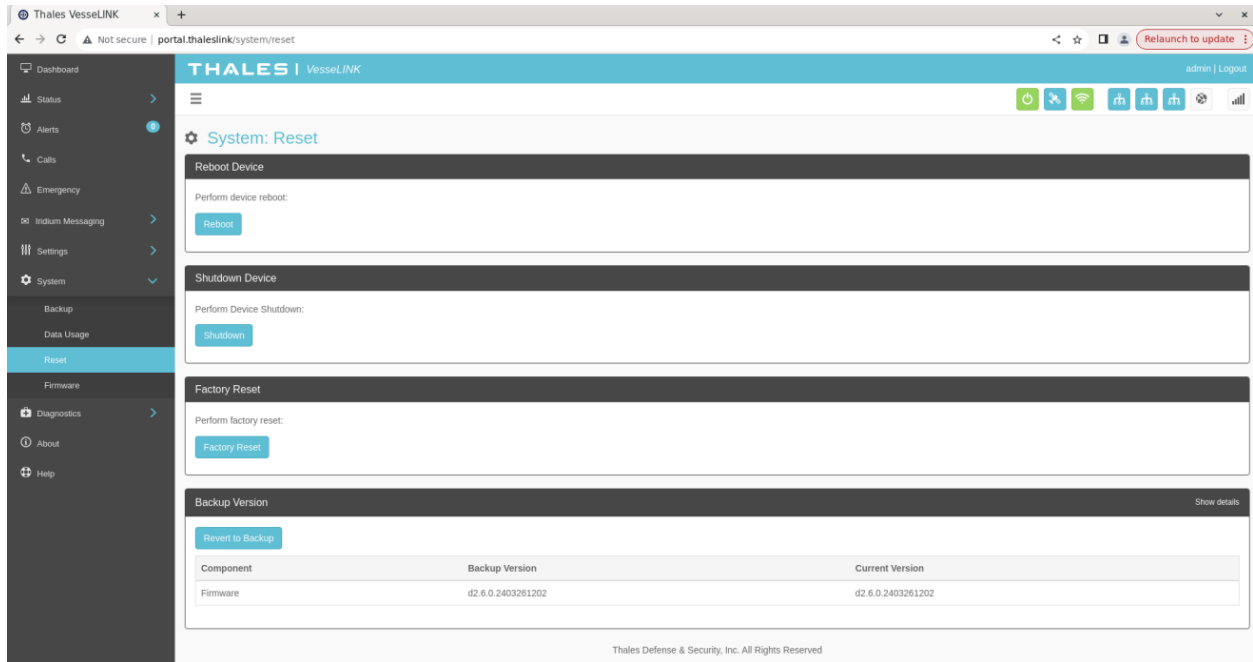 Thales VesseLINK
Not secure | portal.thaleslink/system/reset
Relaunch to update
THALES | VesseLINK
admin | Logout
Dashboard
Status
Alerts
0
Calls
Emergency
Iridium Messaging
Settings
System
Backup
Data Usage
Reset
Firmware
Diagnostics
About
Help
System: Reset
Reboot Device
Perform device reboot:
Reboot
Shutdown Device
Perform Device Shutdown:
Shutdown
Factory Reset
Perform factory reset:
Factory Reset
Backup Version
Show details
Revert to Backup
Component Backup Version Current Version
Firmware d2.6.0.2403261202 d2.6.0.2403261202
Thales Defense & Security, Inc. All Rights Reserved